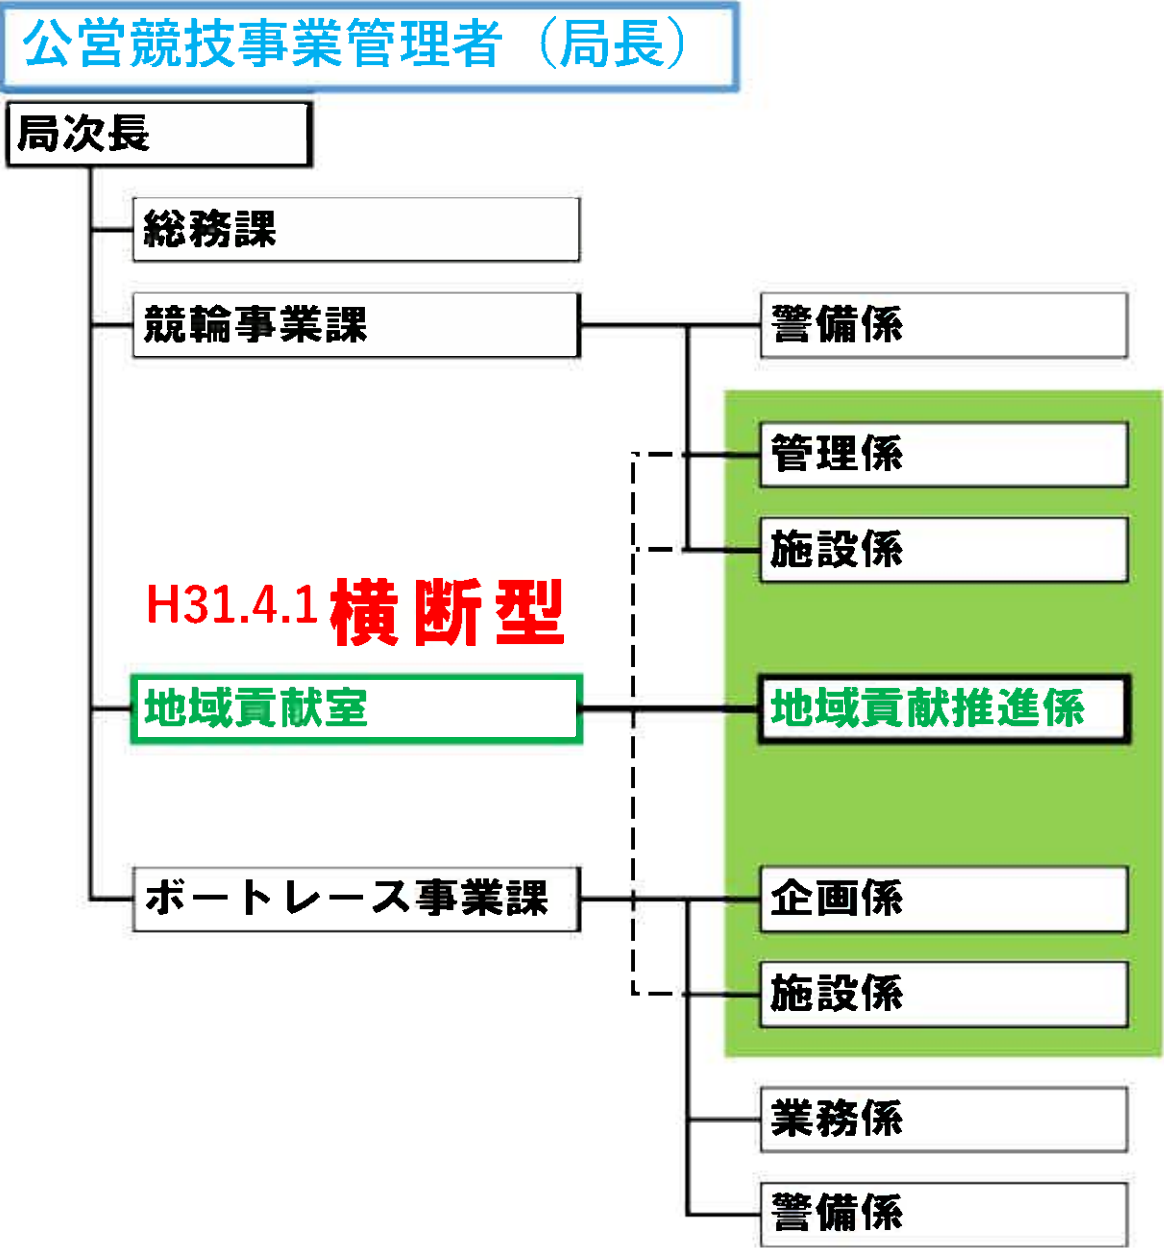 公営競技事業管理者（局長）
局次長
総務課
競輪事業課
警備係
管理係
施設係
H31.4.1横断型
地域貢献室
地域貢献推進係
ボートレース事業課
企画係
施設係
業務係
警備係